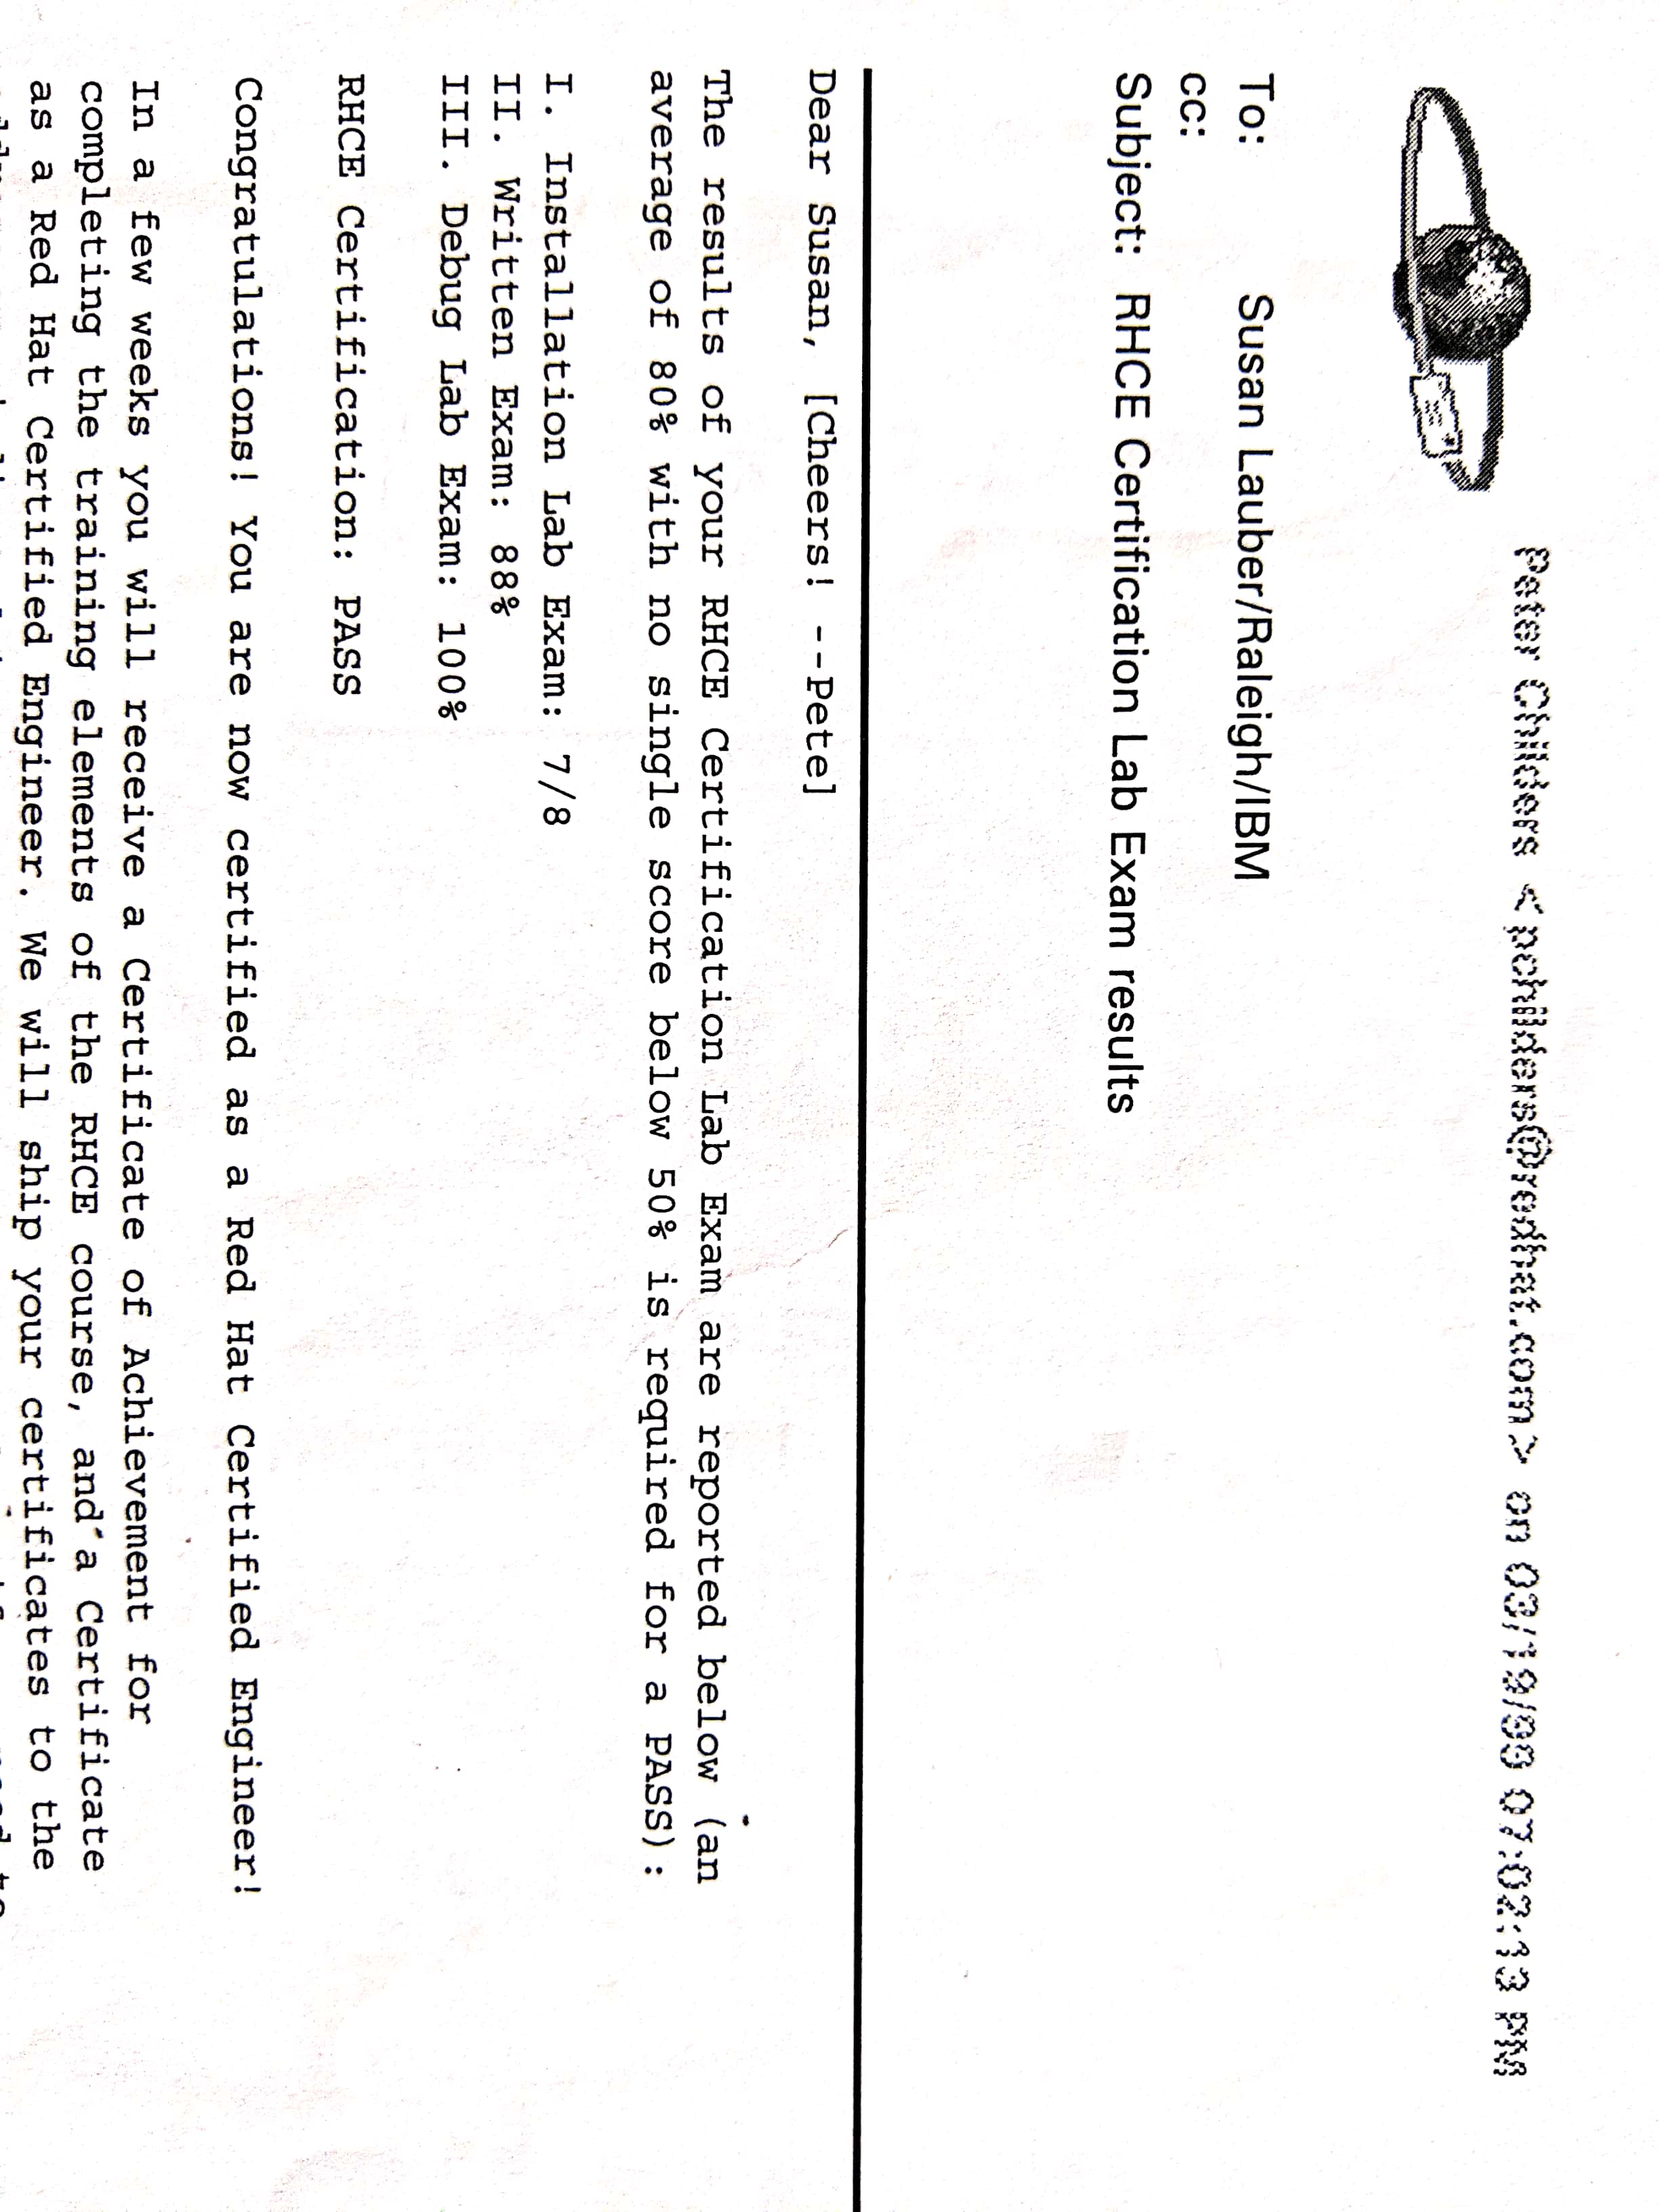 Peter Childers <pchilders@redhat.com> on 03/19/99 07:02:13 PM
To: Susan Lauber/Raleigh/IBM
cc:
Subject: RHCE Certification Lab Exam results
Dear Susan, [Cheers! --Pete]
The results of your RHCE Certification Lab Exam are reported below (an
average of 80% with no single score below 50% is required for a PASS):
I. Installation Lab Exam: 7/8
II. Written Exam: 88%
III. Debug Lab Exam: 100%
RHCE Certification: PASS
Congratulations! You are now certified as a Red Hat Certified Engineer!
In a few weeks you will receive a Certificate of Achievement for
completing the training elements of the RHCE course, and a Certificate
as a Red Hat Certified Engineer. We will ship your certificates to the